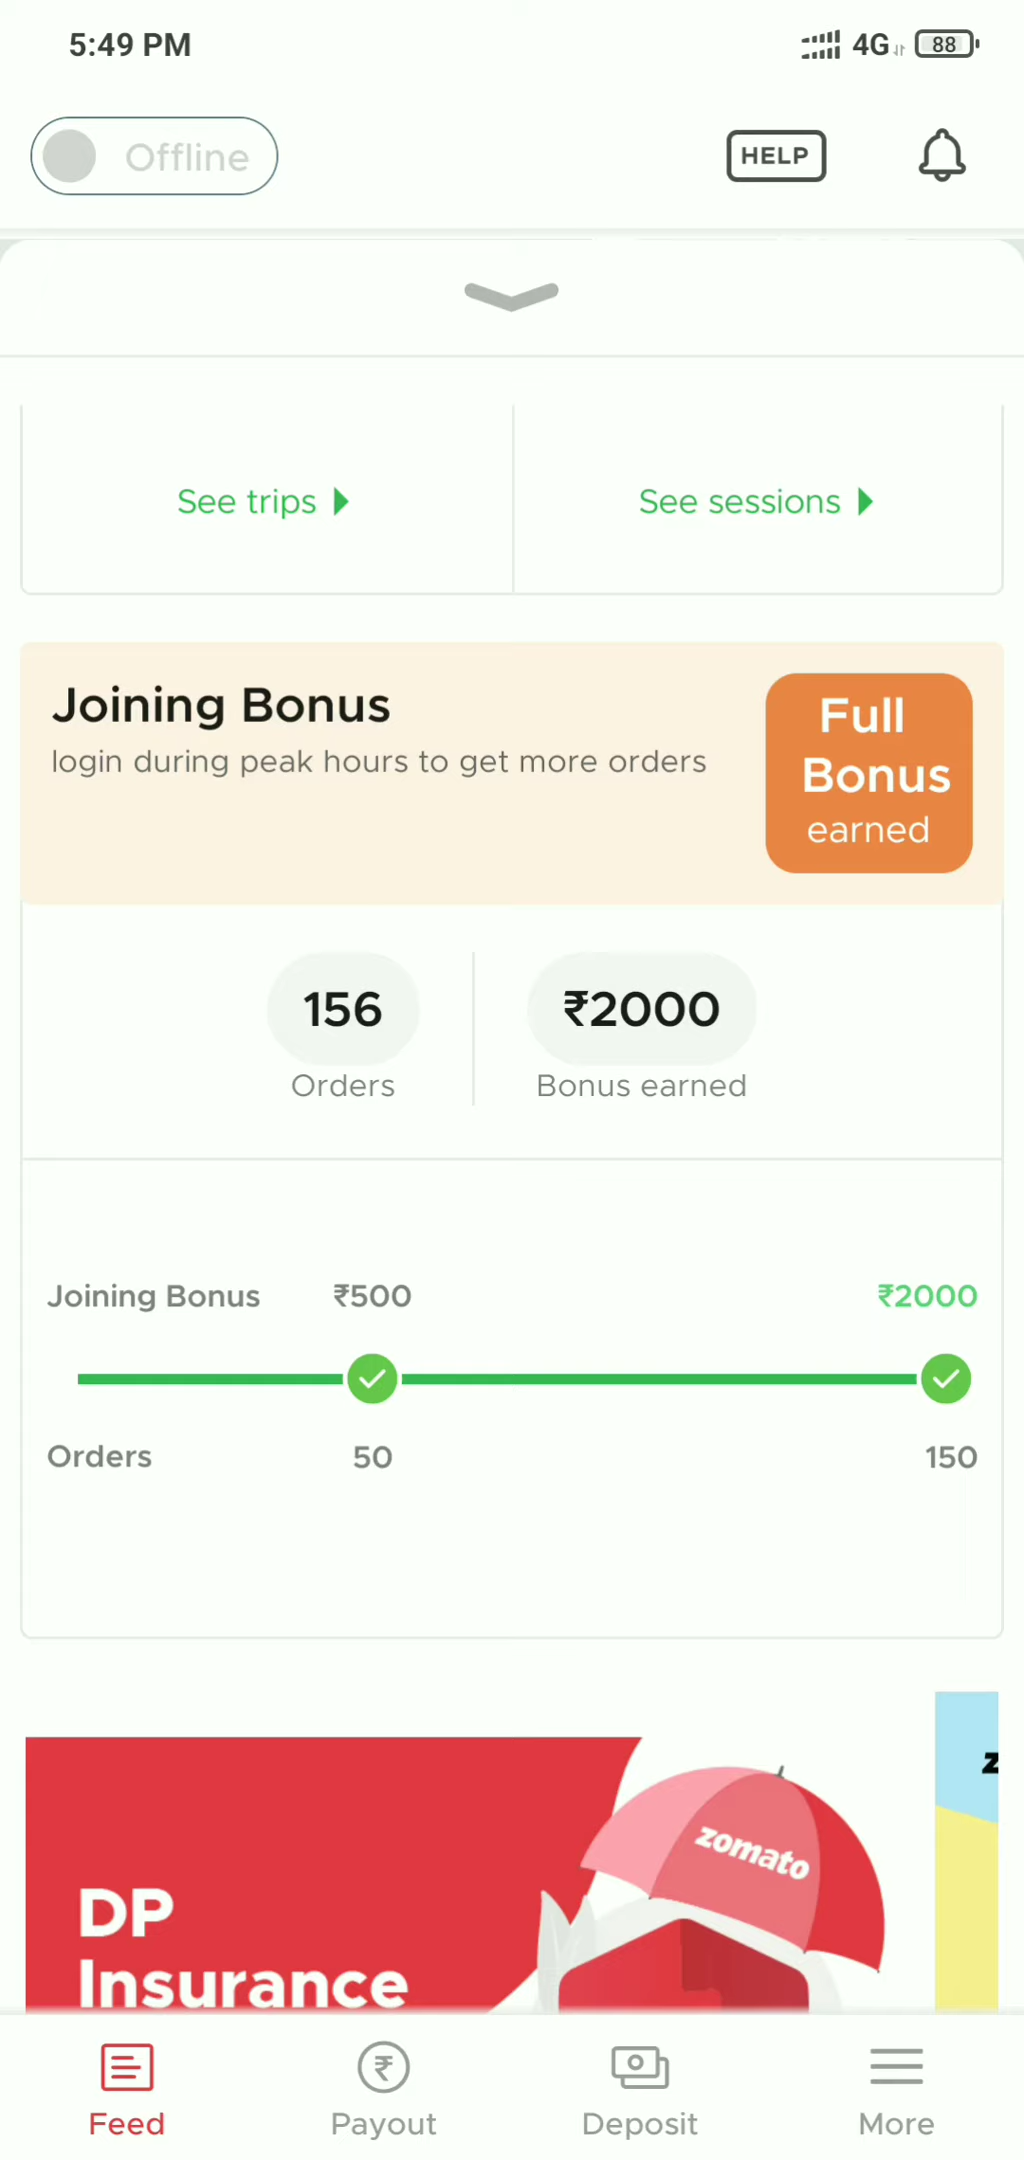 5:49 PM 4G 88
Offline HELP
See trips See sessions
Joining Bonus
login during peak hours to get more orders
Full
Bonus
earned
156 ₹2000
Orders Bonus earned
Joining Bonus ₹500 ₹2000
Orders 50 150
zomato
z
DP
Insurance
Feed Payout Deposit More